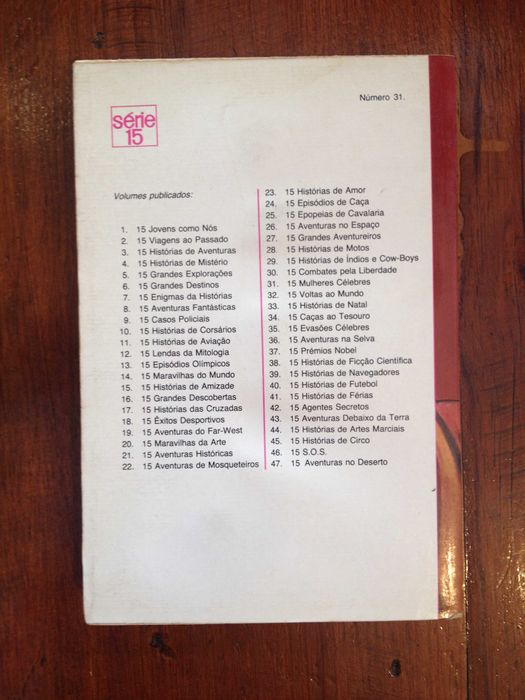 Número 31.
série
15
Volumes publicados:
1. 15 Jovens como Nós
2. 15 Viagens ao Passado
3. 15 Histórias de Aventuras
4. 15 Histórias de Mistério
5. 15 Grandes Explorações
6. 15 Grandes Destinos
7. 15 Enigmas da Histórias
8. 15 Aventuras Fantásticas
9. 15 Casos Policiais
10. 15 Histórias de Corsários
11. 15 Histórias de Aviação
12. 15 Lendas da Mitologia
13. 15 Episódios Olímpicos
14. 15 Maravilhas do Mundo
15. 15 Histórias de Amizade
16. 15 Grandes Descobertas
17. 15 Histórias das Cruzadas
18. 15 Êxitos Desportivos
19. 15 Aventuras do Far-West
20. 15 Maravilhas da Arte
21. 15 Aventuras Históricas
22. 15 Aventuras de Mosqueteiros
23. 15 Histórias de Amor
24. 15 Episódios de Caça
25. 15 Epopeias de Cavalaria
26. 15 Aventuras no Espaço
27. 15 Grandes Aventureiros
28. 15 Histórias de Motos
29. 15 Histórias de Índios e Cow-Boys
30. 15 Combates pela Liberdade
31. 15 Mulheres Célebres
32. 15 Voltas ao Mundo
33. 15 Histórias de Natal
34. 15 Caças ao Tesouro
35. 15 Evasões Célebres
36. 15 Aventuras na Selva
37. 15 Prémios Nobel
38. 15 Histórias de Ficção Científica
39. 15 Histórias de Navegadores
40. 15 Histórias de Futebol
41. 15 Histórias de Férias
42. 15 Agentes Secretos
43. 15 Aventuras Debaixo da Terra
44. 15 Histórias de Artes Marciais
45. 15 Histórias de Circo
46. 15 S.O.S.
47. 15 Aventuras no Deserto